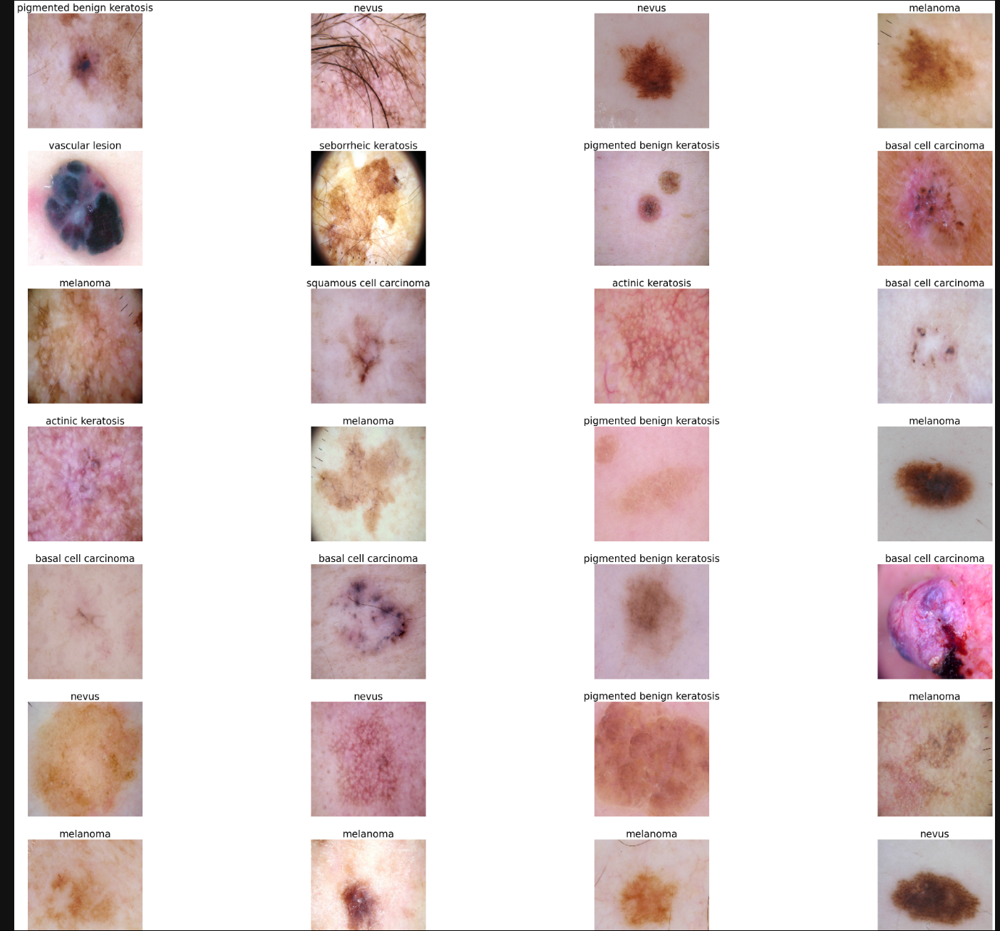 pigmented benign keratosis
nevus
nevus
melanoma
vascular lesion
seborrheic keratosis
pigmented benign keratosis
basal cell carcinoma
melanoma
squamous cell carcinoma
actinic keratosis
basal cell carcinoma
actinic keratosis
melanoma
pigmented benign keratosis
melanoma
basal cell carcinoma
basal cell carcinoma
pigmented benign keratosis
basal cell carcinoma
nevus
nevus
pigmented benign keratosis
melanoma
melanoma
melanoma
melanoma
nevus